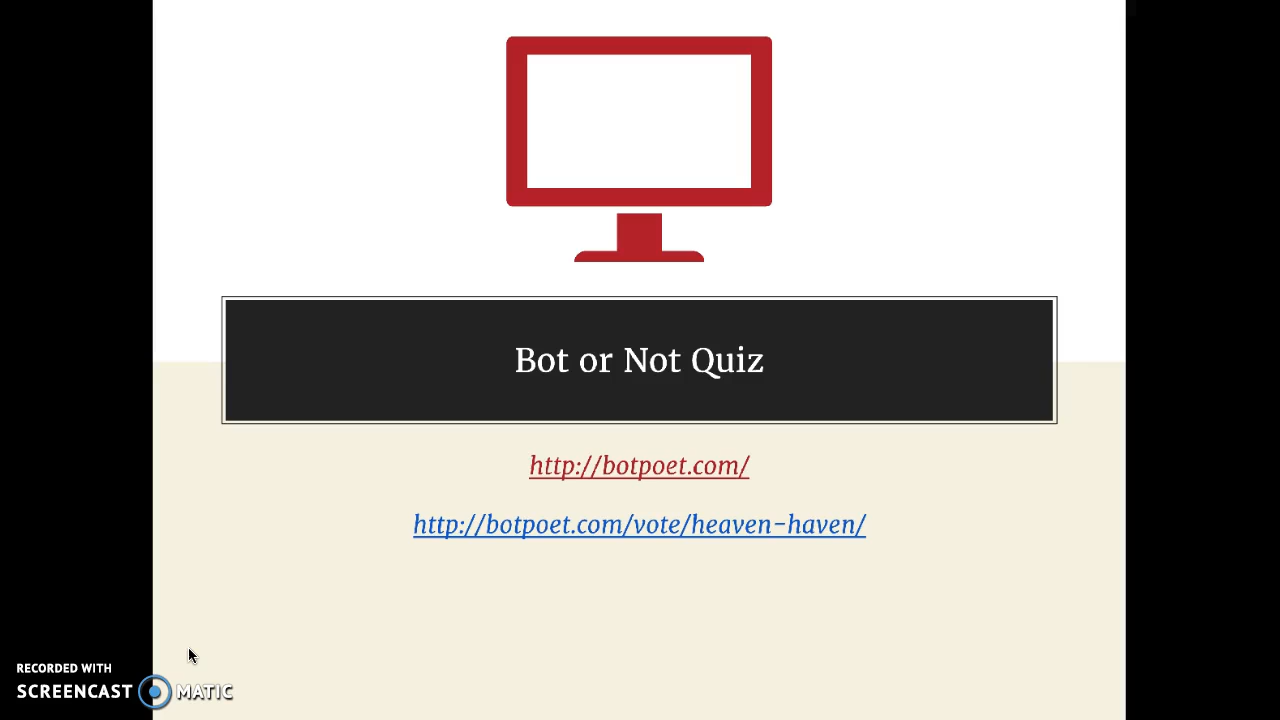 Bot or Not Quiz
http://botpoet.com/
http://botpoet.com/vote/heaven-haven/
RECORDED WITH
SCREENCAST MATIC